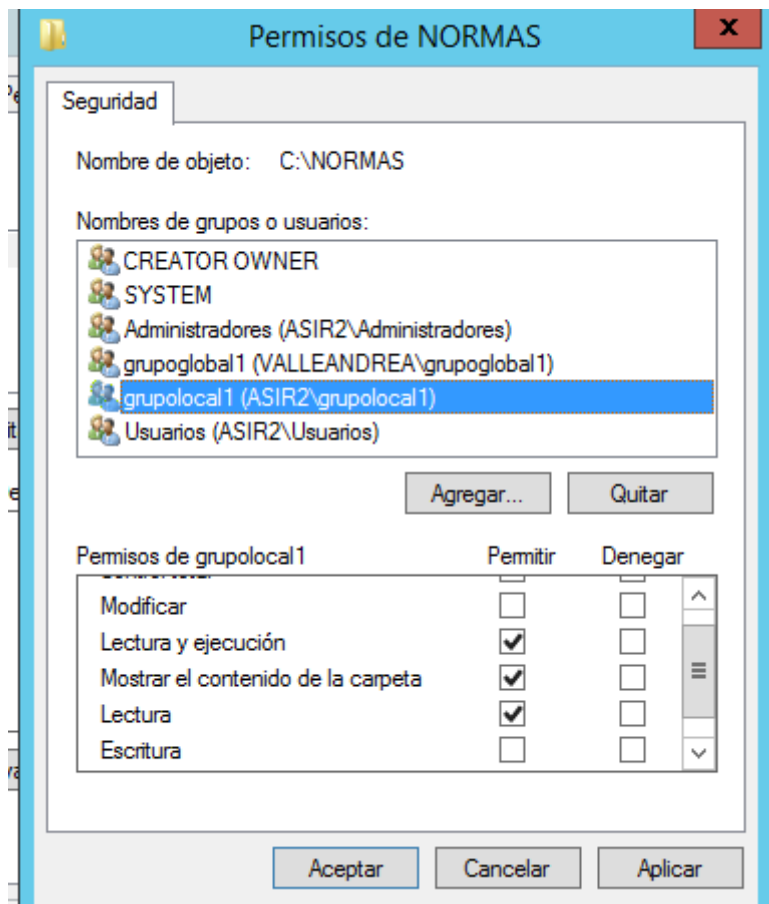 Permisos de NORMAS
x
Seguridad
Nombre de objeto: C:\NORMAS
Nombres de grupos o usuarios:
CREATOR OWNER
SYSTEM
Administradores (ASIR2\Administradores)
grupoglobal1 (VALLEANDREA\grupoglobal1)
grupolocal1 (ASIR2\grupolocal1)
Usuarios (ASIR2\Usuarios)
Agregar... Quitar
Permisos de grupolocal1 Permitir Denegar
Modificar
Lectura y ejecución
Mostrar el contenido de la carpeta
Lectura
Escritura
Aceptar Cancelar Aplicar